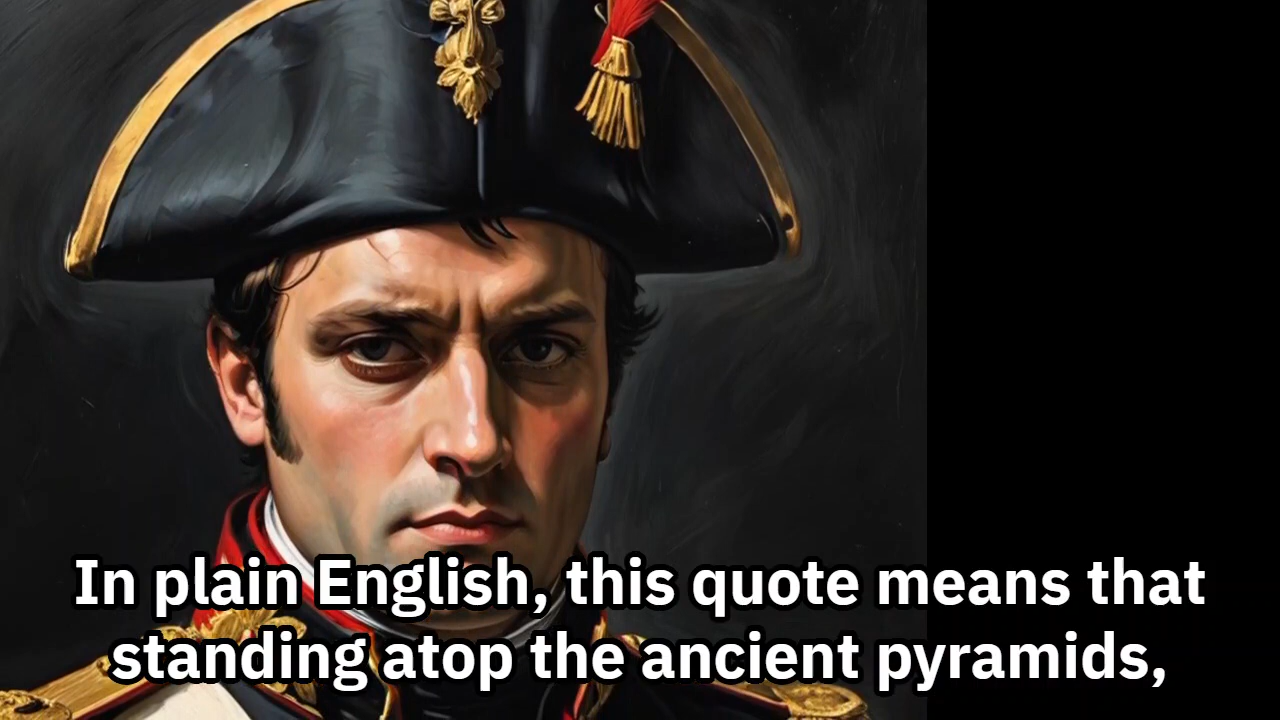 In plain English, this quote means that
standing atop the ancient pyramids,